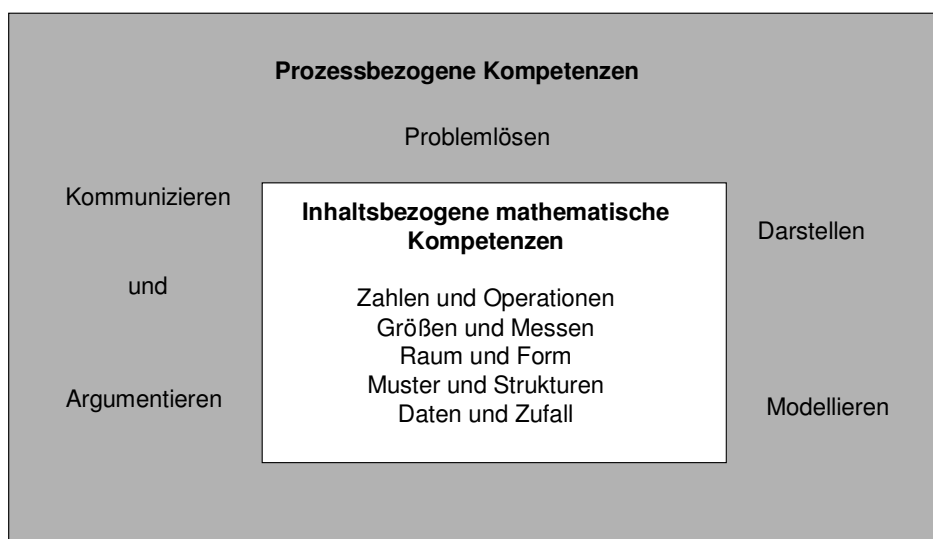 Prozessbezogene Kompetenzen
Problemlösen
Kommunizieren
und
Argumentieren
Inhaltsbezogene mathematische
Kompetenzen
Zahlen und Operationen
Größen und Messen
Raum und Form
Muster und Strukturen
Daten und Zufall
Darstellen
Modellieren